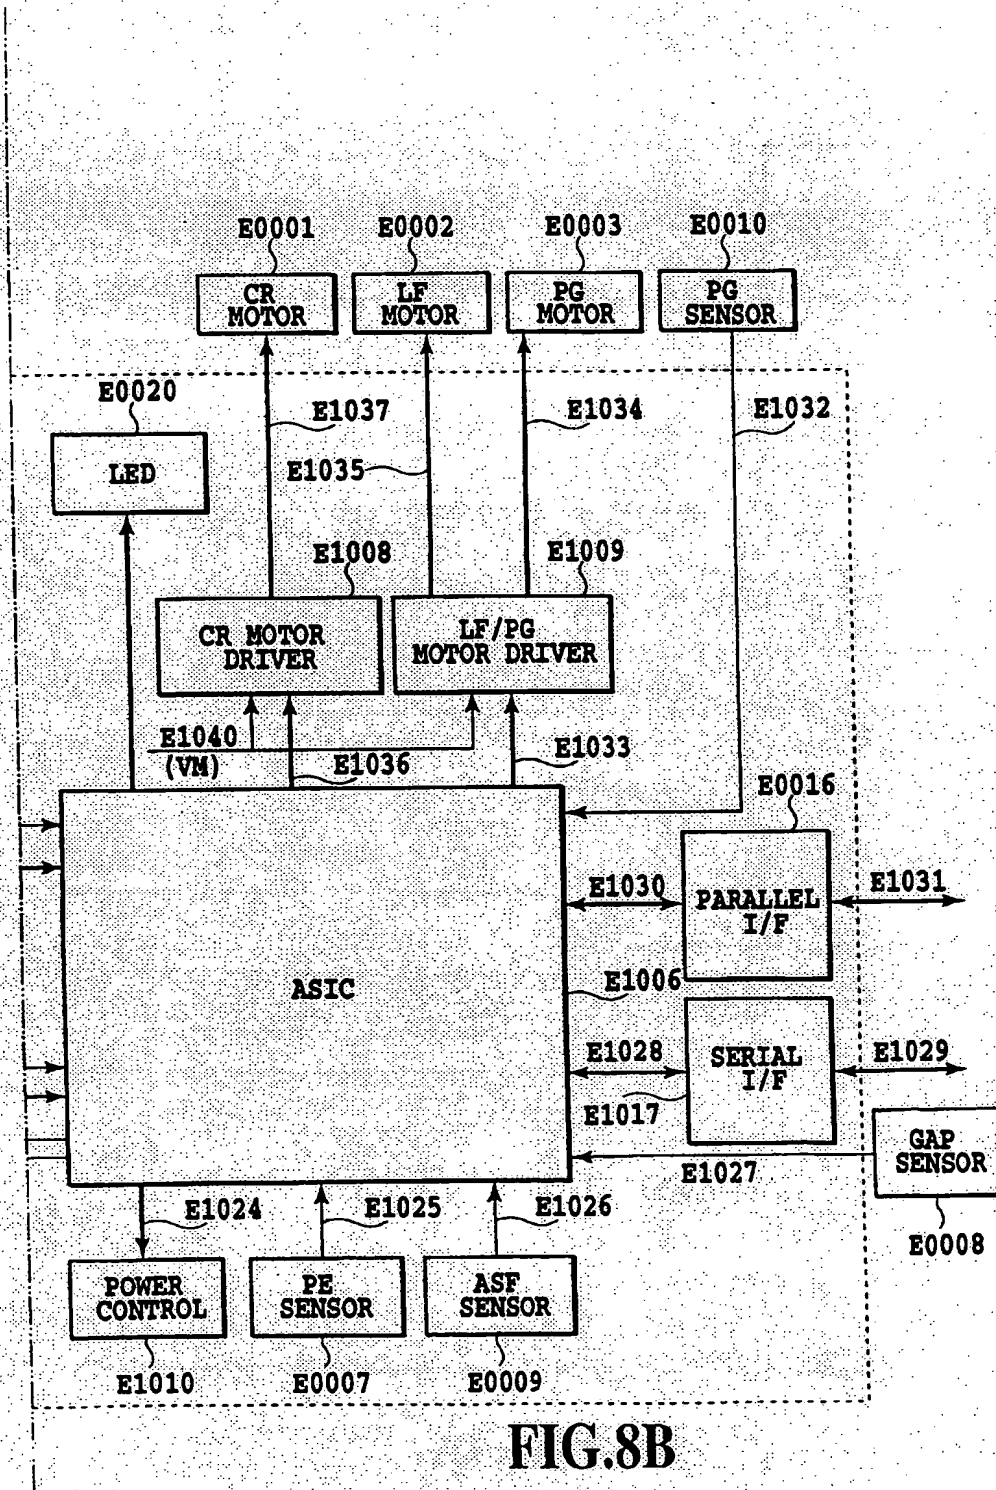 E0001 E0002 E0003 E0010
CR
MOTOR
LF
MOTOR
PG
MOTOR
PG
SENSOR
E0020
LED
E1037
E1035
E1034
E1032
E1008
E1009
CR MOTOR
DRIVER
LF/PG
MOTOR DRIVER
E1040
(VM)
E1036
E1033
E0016
E1030
PARALLEL
I/F
E1031
ASIC
E1006
E1028
SERIAL
I/F
E1029
E1017
GAP
SENSOR
E1027
E0008
E1024
E1025
E1026
POWER
CONTROL
PE
SENSOR
ASF
SENSOR
E1010
E0007
E0009
FIG.8B